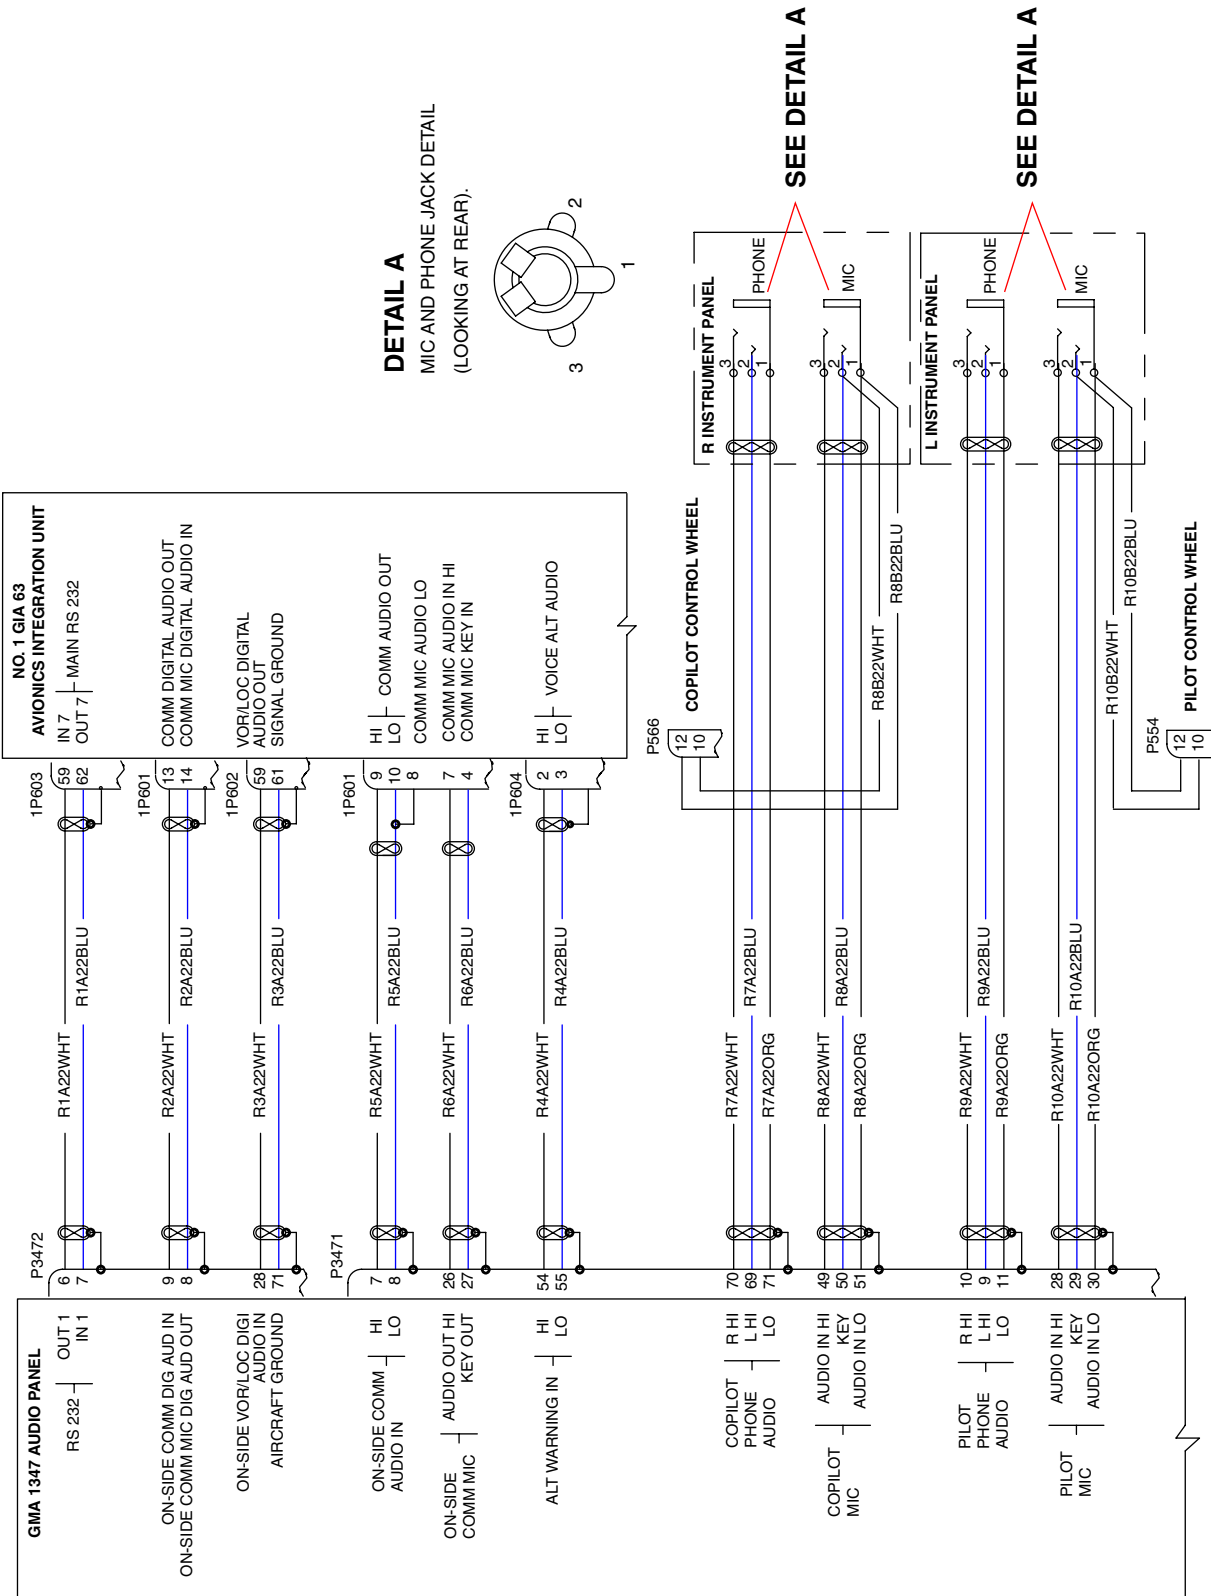 GMA 1347 AUDIO PANEL
RS 232
OUT 1
IN 1
ON-SIDE COMM DIG AUD IN
ON-SIDE COMM MIC DIG AUD OUT
ON-SIDE VOR/LOC DIGI
AUDIO IN
AIRCRAFT GROUND
ON-SIDE COMM
AUDIO IN
HI
LO
ON-SIDE
COMM MIC
AUDIO OUT HI
KEY OUT
ALT WARNING IN
HI
LO
COPILOT
PHONE
AUDIO
R HI
L HI
LO
COPILOT
MIC
AUDIO IN HI
KEY
AUDIO IN LO
PILOT
PHONE
AUDIO
R HI
L HI
LO
PILOT
MIC
AUDIO IN HI
KEY
AUDIO IN LO
P3472
6
7
9
8
28
71
P3471
7
8
26
27
54
55
70
69
71
49
50
51
10
9
11
28
29
30
R1A22WHT
R1A22BLU
R2A22WHT
R2A22BLU
R3A22WHT
R3A22BLU
R5A22WHT
R5A22BLU
R6A22WHT
R6A22BLU
R4A22WHT
R4A22BLU
R7A22WHT
R7A22BLU
R7A22ORG
R8A22WHT
R8A22BLU
R8A22ORG
R9A22WHT
R9A22BLU
R9A22ORG
R10A22WHT
R10A22BLU
R10A22ORG
1P603
59
62
1P601
13
14
1P602
59
61
1P601
9
10
8
7
4
1P604
2
3
NO. 1 GIA 63
AVIONICS INTEGRATION UNIT
IN 7
OUT 7
MAIN RS 232
COMM DIGITAL AUDIO OUT
COMM MIC DIGITAL AUDIO IN
VOR/LOC DIGITAL
AUDIO OUT
SIGNAL GROUND
HI
LO
COMM AUDIO OUT
COMM MIC AUDIO LO
COMM MIC AUDIO IN HI
COMM MIC KEY IN
HI
LO
VOICE ALT AUDIO
P566
12
10
COPILOT CONTROL WHEEL
R8B22WHT
R8B22BLU
P554
12
10
PILOT CONTROL WHEEL
R10B22WHT
R10B22BLU
R INSTRUMENT PANEL
3
2
1
PHONE
3
2
1
MIC
L INSTRUMENT PANEL
3
2
1
PHONE
3
2
1
MIC
SEE DETAIL A
SEE DETAIL A
DETAIL A
MIC AND PHONE JACK DETAIL
(LOOKING AT REAR).
3
2
1